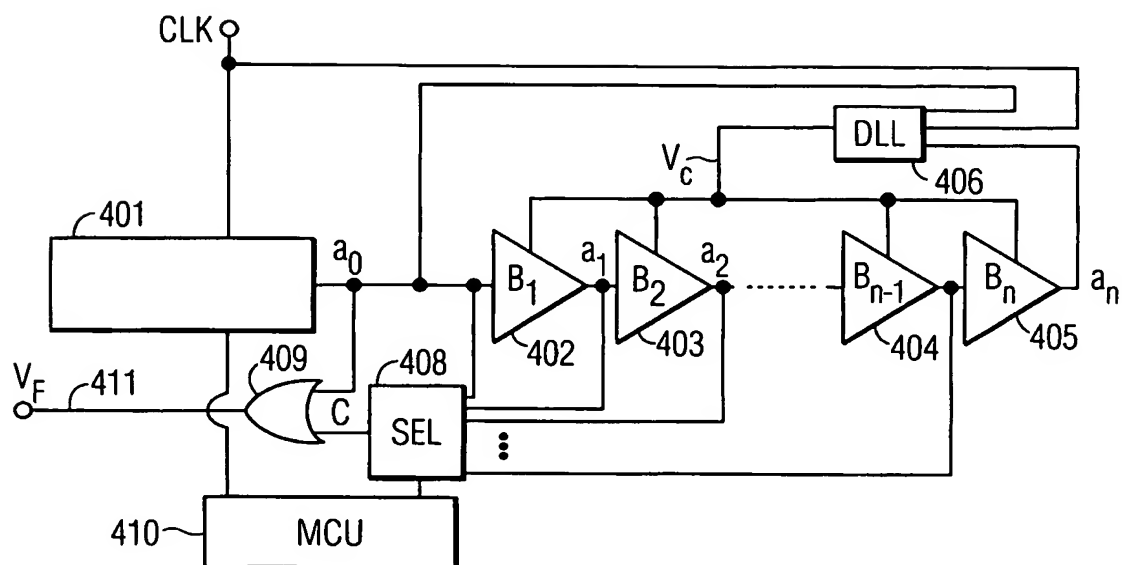 CLK
DLL
V_c
406
401
a_0
a_1
a_2
a_n
B_1
B_2
B_{n-1}
B_n
402
403
404
405
409
408
V_F
411
C
SEL
410
MCU